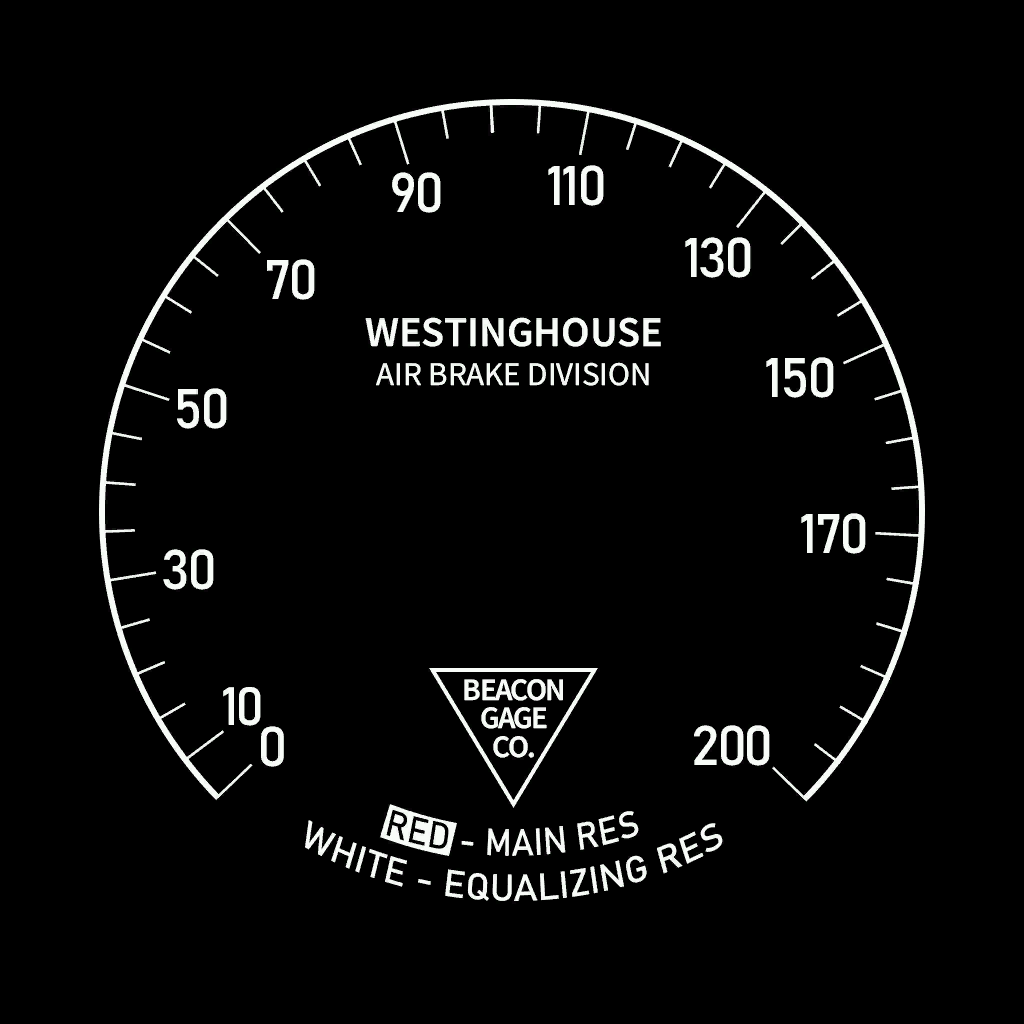 90
110
130
70
WESTINGHOUSE
AIR BRAKE DIVISION
150
50
170
30
BEACON
GAGE
CO.
10
0
200
RED - MAIN RES
WHITE - EQUALIZING RES